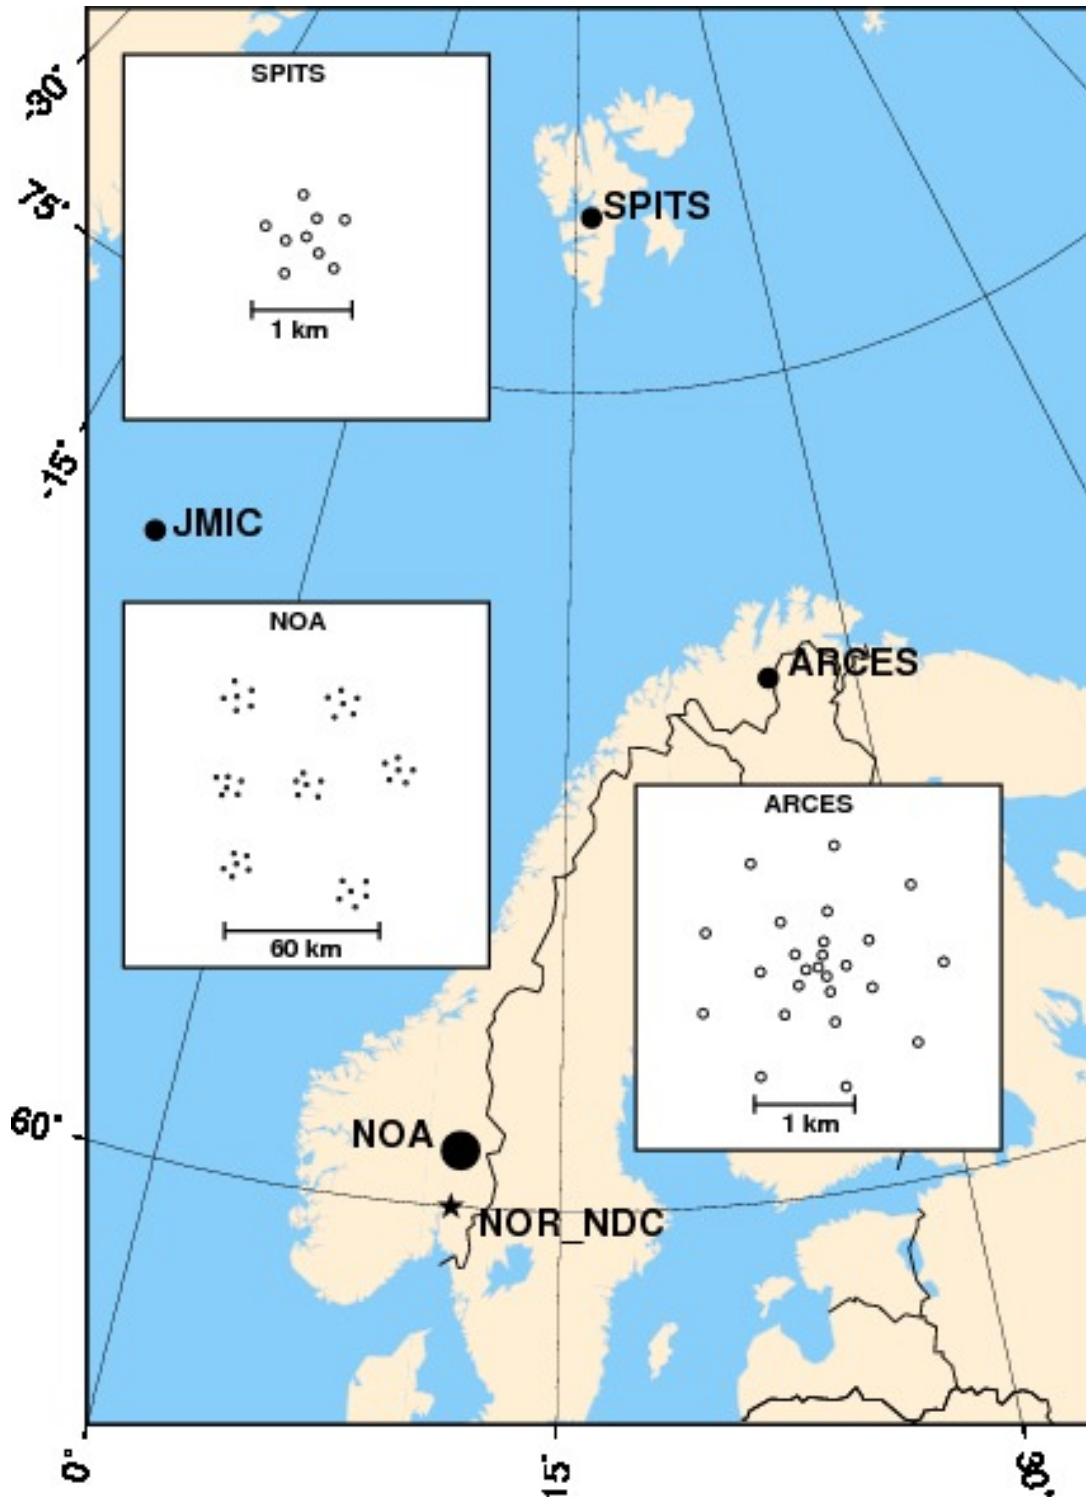 -30°
SPITS
75°
SPITS
1 km
-15°
JMIC
NOA
ARCES
ARCES
60 km
1 km
60°
NOA
NOR_NDC
0°
15°
30°